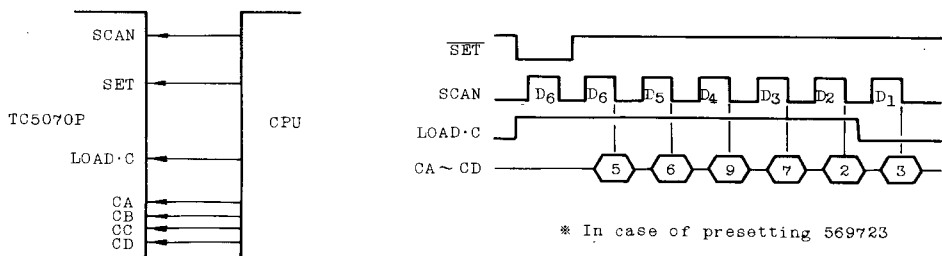 SCAN
SET
TC5070P
CPU
LOAD·C
CA
CB
CC
CD
SET
SCAN
D6 D6 D5 D4 D3 D2 D1
LOAD·C
CA ~ CD
5 6 9 7 2 3
※ In case of presetting 569723